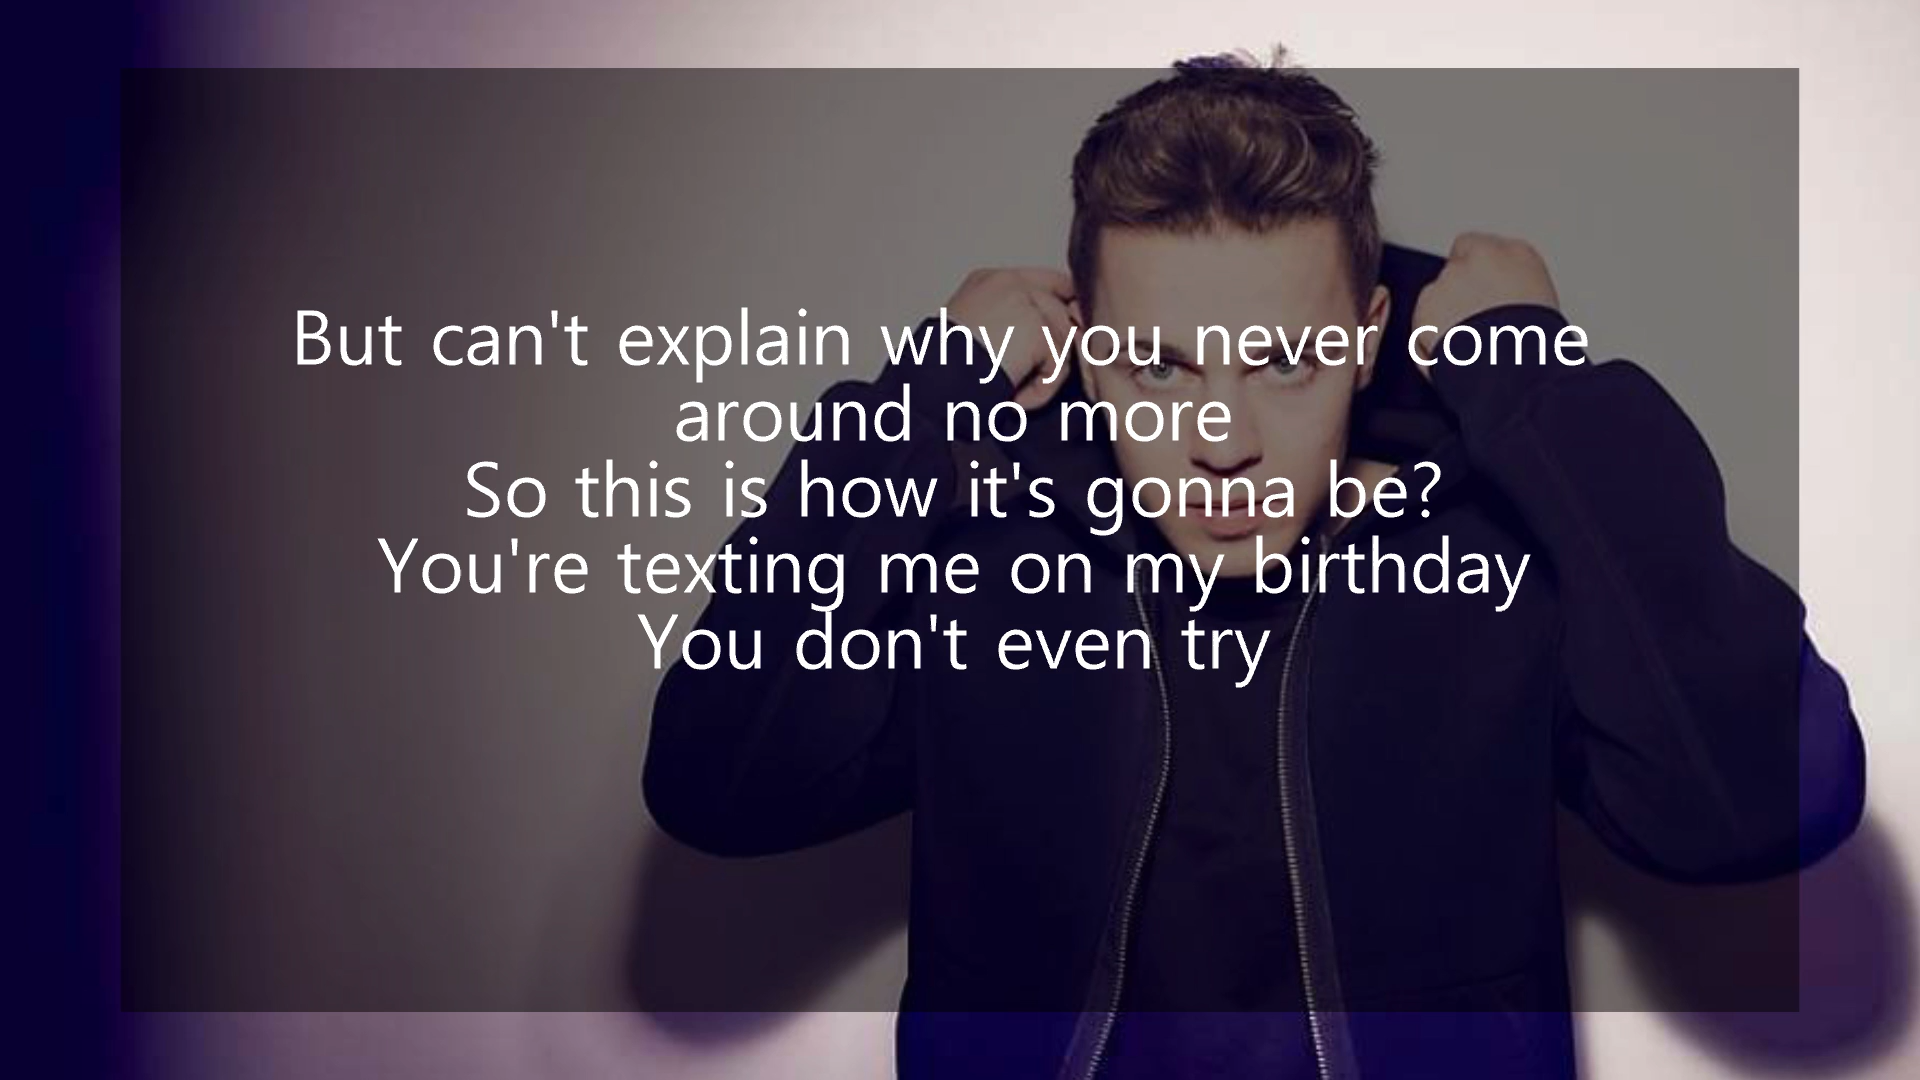 But can't explain why you never come
around no more
So this is how it's gonna be?
You're texting me on my birthday
You don't even try